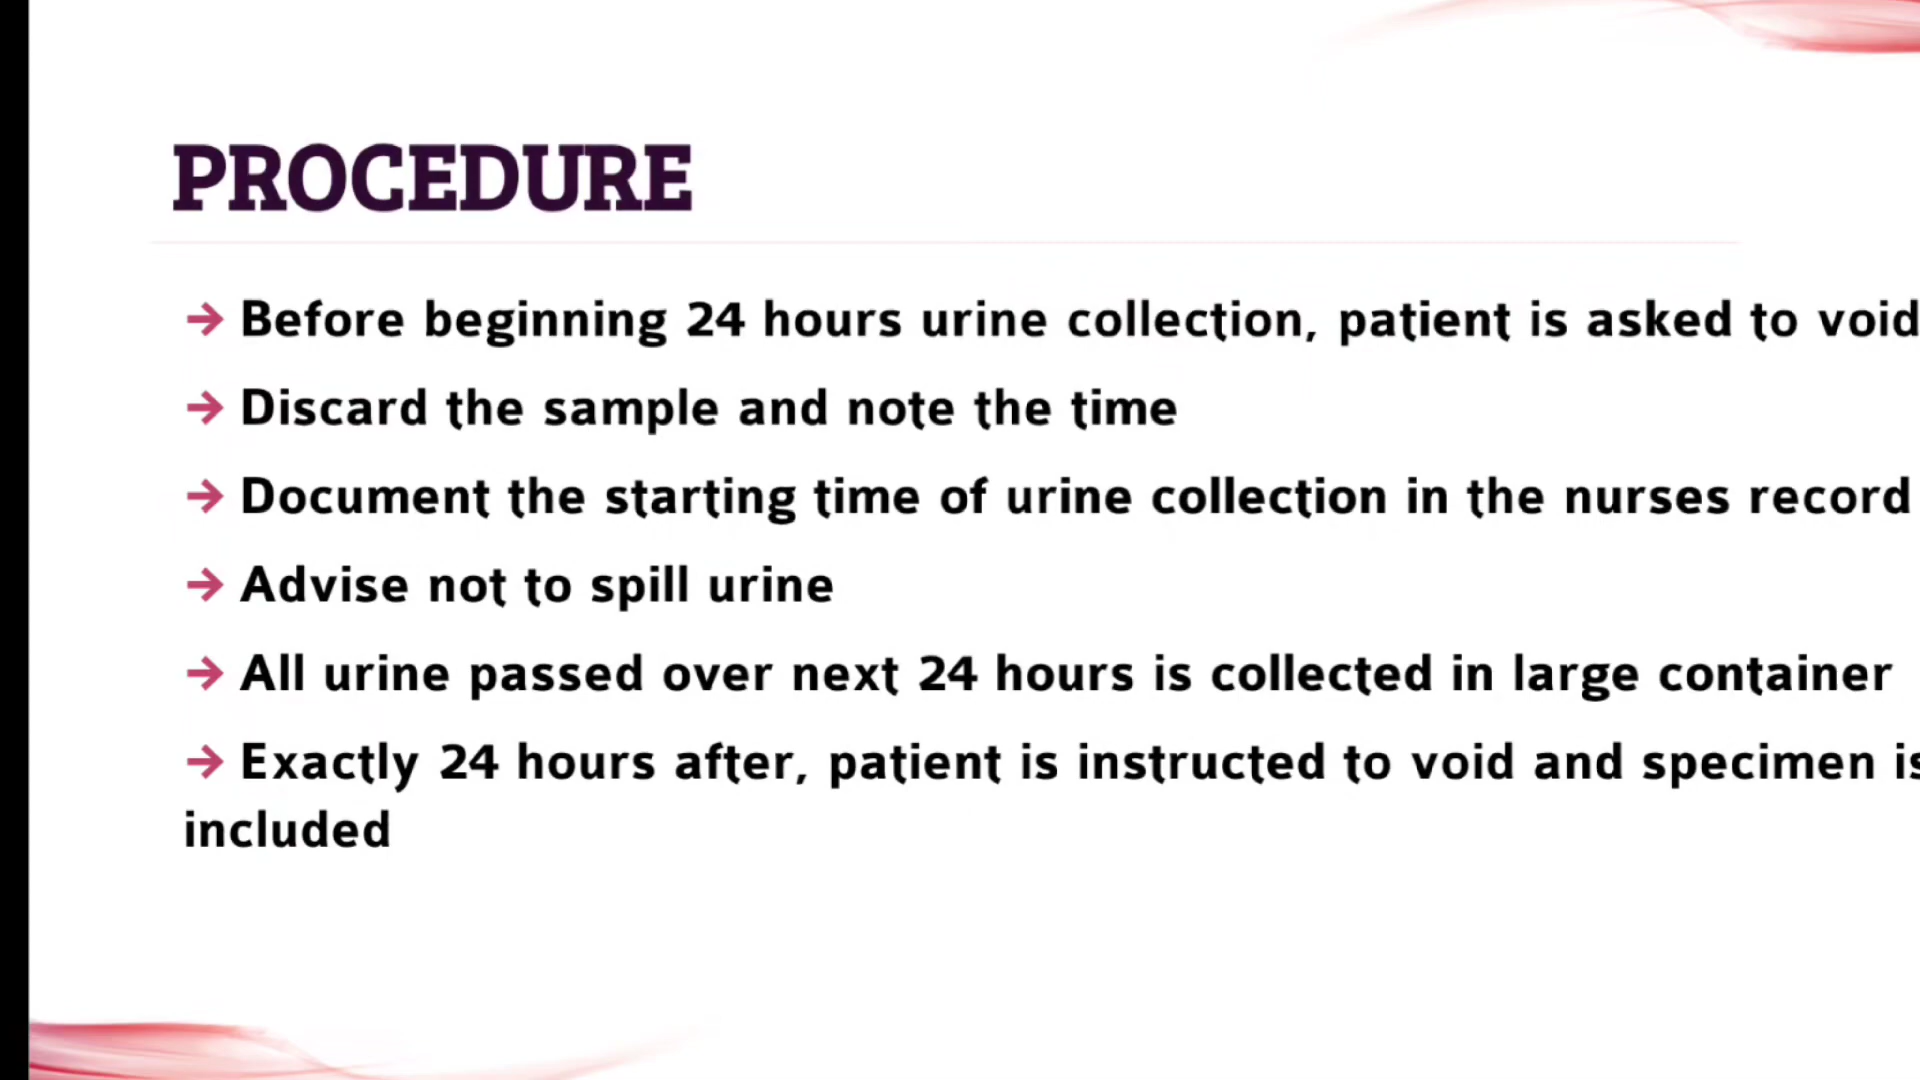 PROCEDURE
→ Before beginning 24 hours urine collection, patient is asked to void
→ Discard the sample and note the time
→ Document the starting time of urine collection in the nurses record
→ Advise not to spill urine
→ All urine passed over next 24 hours is collected in large container
→ Exactly 24 hours after, patient is instructed to void and specimen is
included